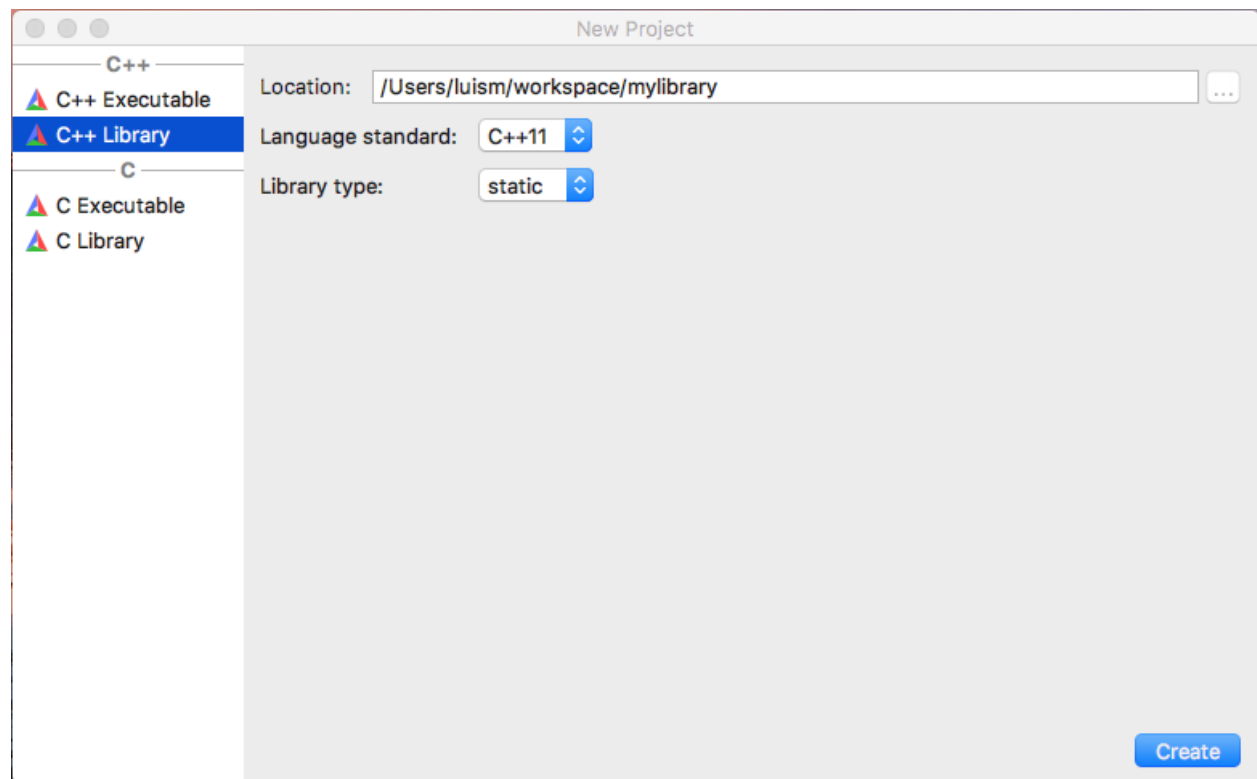 New Project
C++
C++ Executable
C++ Library
C
C Executable
C Library
Location: /Users/luism/workspace/mylibrary ...
Language standard: C++11
Library type: static
Create